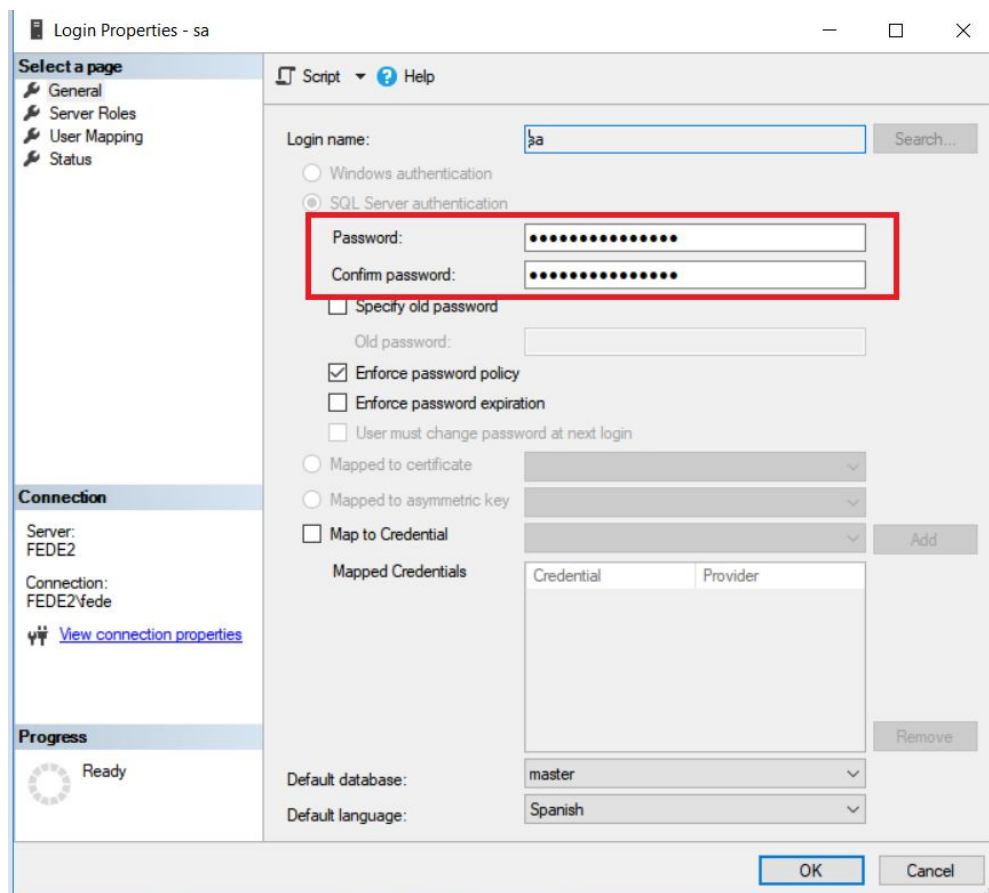 Login Properties - sa
Select a page
General
Server Roles
User Mapping
Status
Script Help
Login name: sa Search...
Windows authentication
SQL Server authentication
Password: ●●●●●●●●●●●●●●●
Confirm password: ●●●●●●●●●●●●●●●
Specify old password
Old password:
Enforce password policy
Enforce password expiration
User must change password at next login
Mapped to certificate
Mapped to asymmetric key
Map to Credential Add
Mapped Credentials Credential Provider
Remove
Default database: master
Default language: Spanish
Connection
Server:
FEDE2
Connection:
FEDE2\fede
View connection properties
Progress
Ready
OK Cancel